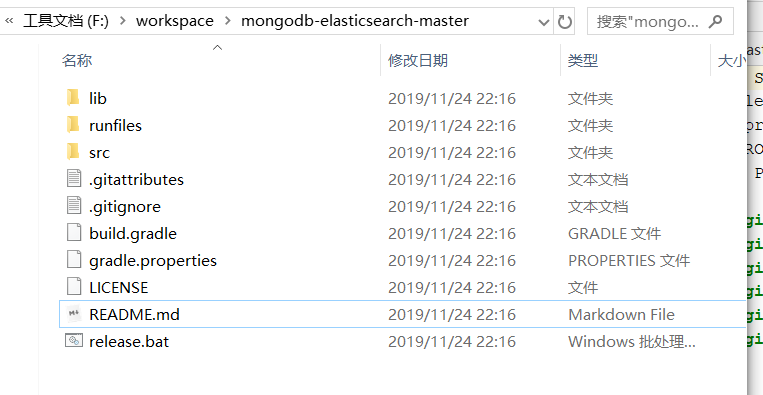 « 工具文档 (F:) > workspace > mongodb-elasticsearch-master 搜索"mongo...
名称 修改日期 类型 大小
lib 2019/11/24 22:16 文件夹
runfiles 2019/11/24 22:16 文件夹
src 2019/11/24 22:16 文件夹
.gitattributes 2019/11/24 22:16 文本文档
.gitignore 2019/11/24 22:16 文本文档
build.gradle 2019/11/24 22:16 GRADLE 文件
gradle.properties 2019/11/24 22:16 PROPERTIES 文件
LICENSE 2019/11/24 22:16 文件
README.md 2019/11/24 22:16 Markdown File
release.bat 2019/11/24 22:16 Windows 批处理...